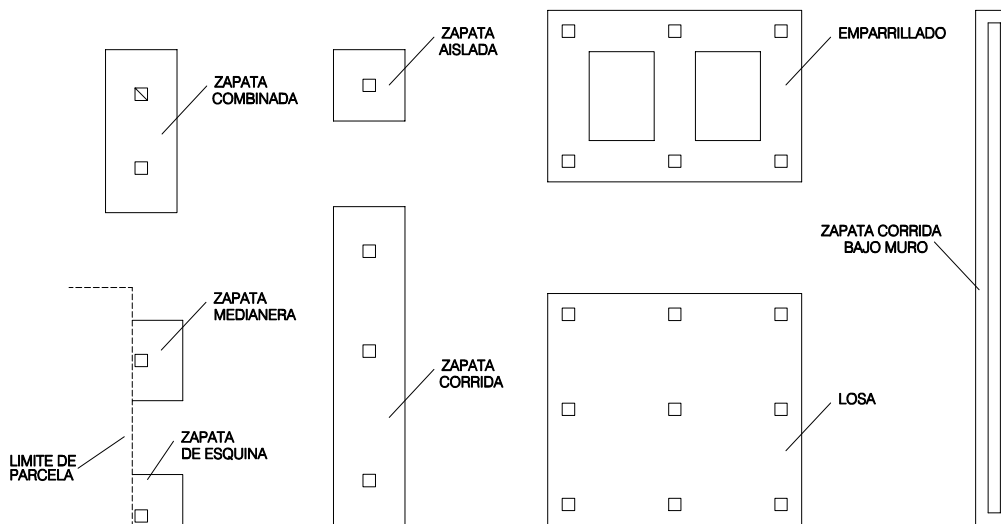 ZAPATA
COMBINADA
ZAPATA
AISLADA
EMPARRILLADO
ZAPATA CORRIDA
BAJO MURO
ZAPATA
MEDIANERA
ZAPATA
CORRIDA
LOSA
ZAPATA
DE ESQUINA
LIMITE DE
PARCELA